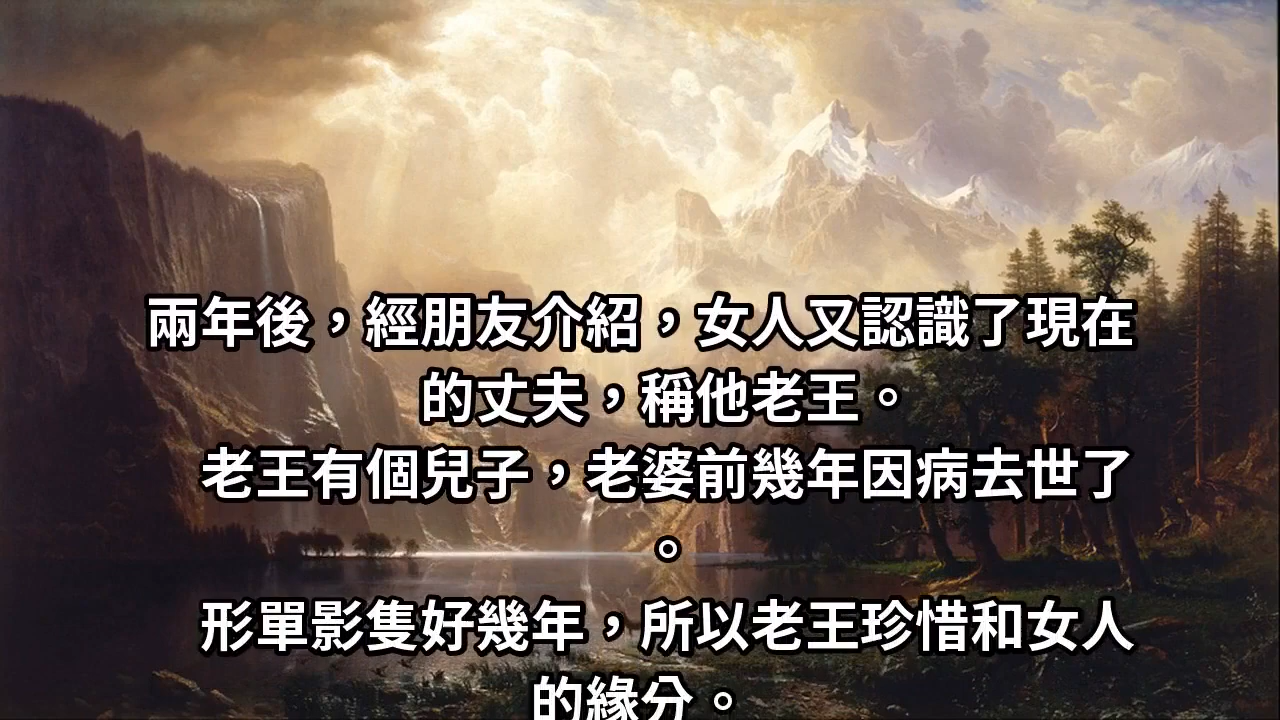 兩年後，經朋友介紹，女人又認識了現在
的丈夫，稱他老王。
老王有個兒子，老婆前幾年因病去世了
。
形單影隻好幾年，所以老王珍惜和女人
的緣分。